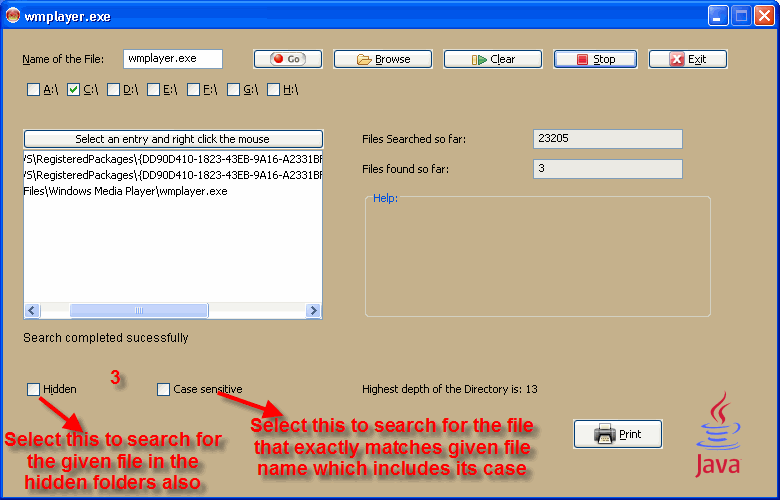 wmplayer.exe
Name of the File: wmplayer.exe Go Browse Clear Stop Exit
A:\ C:\ D:\ E:\ F:\ G:\ H:\
Select an entry and right click the mouse
Files Searched so far: 23205
/S\RegisteredPackages\{DD90D410-1823-43EB-9A16-A2331BF
/S\RegisteredPackages\{DD90D410-1823-43EB-9A16-A2331BF
Files\Windows Media Player\wmplayer.exe
Files found so far: 3
Help:
Search completed sucessfully
3
Hidden Case sensitive Highest depth of the Directory is: 13
Select this to search for
the given file in the
hidden folders also
Select this to search for the file
that exactly matches given file
name which includes its case
Print
Java